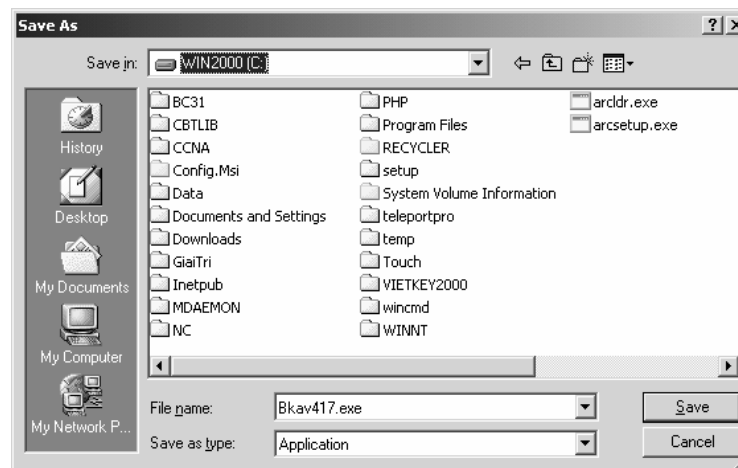 Save As
Save in: WIN2000 (C:)
History
Desktop
My Documents
My Computer
My Network P...
BC31
CBTLIB
CCNA
Config.Msi
Data
Documents and Settings
Downloads
GiaiTri
Inetpub
MDAEMON
NC
PHP
Program Files
RECYCLER
setup
System Volume Information
teleportpro
temp
Touch
VIETKEY2000
wincmd
WINNT
arcldr.exe
arcsetup.exe
File name: Bkav417.exe
Save
Save as type: Application
Cancel